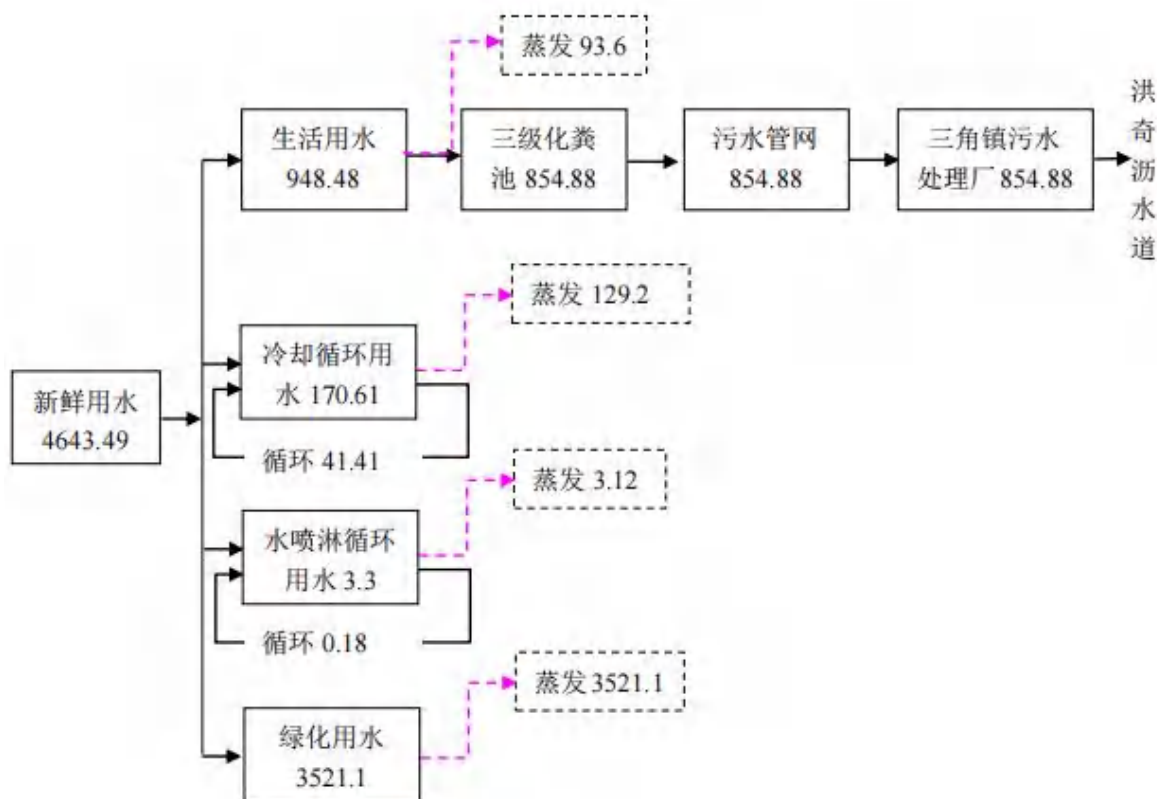 蒸发 93.6
生活用水
948.48
三级化粪
池 854.88
污水管网
854.88
三角镇污水
处理厂 854.88
洪奇沥水道
蒸发 129.2
冷却循环用
水 170.61
新鲜用水
4643.49
循环 41.41
蒸发 3.12
水喷淋循环
用水 3.3
循环 0.18
蒸发 3521.1
绿化用水
3521.1